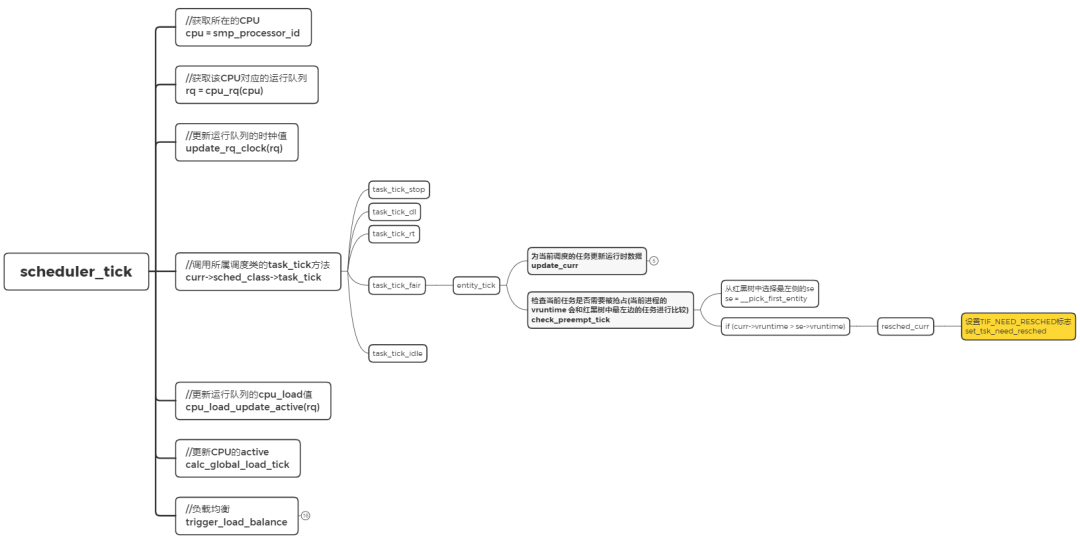 scheduler_tick
//获取所在的CPU
cpu = smp_processor_id
//获取该CPU对应的运行队列
rq = cpu_rq(cpu)
//更新运行队列的时钟值
update_rq_clock(rq)
//调用所属调度类的task_tick方法
curr->sched_class->task_tick
task_tick_stop
task_tick_dl
task_tick_rt
task_tick_fair
entity_tick
为当前调度的任务更新运行时数据
update_curr
5
检查当前任务是否需要被抢占(当前进程的
vruntime 会和红黑树中最左边的任务进行比较)
check_preempt_tick
从红黑树中选择最左侧的se
se = __pick_first_entity
if (curr->vruntime > se->vruntime)
resched_curr
设置TIF_NEED_RESCHED标志
set_tsk_need_resched
task_tick_idle
//更新运行队列的cpu_load值
cpu_load_update_active(rq)
//更新CPU的active
calc_global_load_tick
//负载均衡
trigger_load_balance